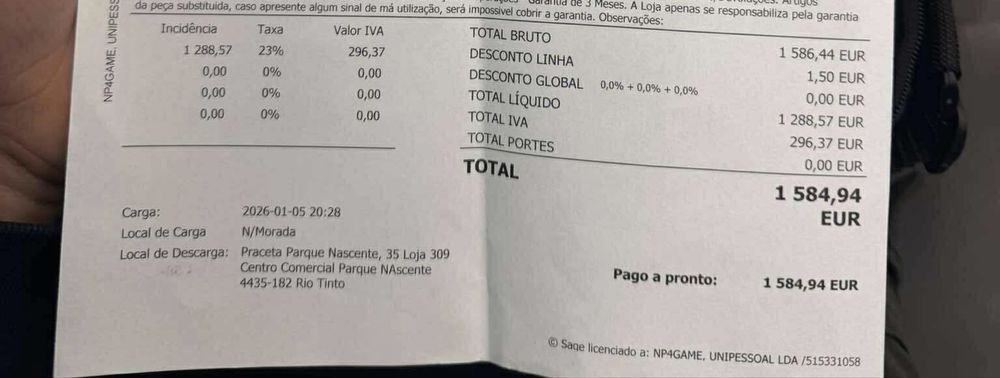 Garantia de 3 Meses. A Loja apenas se responsabiliza pela garantia
da peça substituida, caso apresente algum sinal de má utilização, será impossivel cobrir a garantia. Observações:
NP4GAME, UNIPESS
Incidência Taxa Valor IVA
1 288,57 23% 296,37
0,00 0% 0,00
0,00 0% 0,00
0,00 0% 0,00
TOTAL BRUTO 1 586,44 EUR
DESCONTO LINHA 1,50 EUR
DESCONTO GLOBAL 0,0% + 0,0% + 0,0% 0,00 EUR
TOTAL LÍQUIDO 1 288,57 EUR
TOTAL IVA 296,37 EUR
TOTAL PORTES 0,00 EUR
TOTAL 1 584,94
EUR
Carga: 2026-01-05 20:28
Local de Carga N/Morada
Local de Descarga: Praceta Parque Nascente, 35 Loja 309
Centro Comercial Parque NAscente
4435-182 Rio Tinto
Pago a pronto: 1 584,94 EUR
© Sage licenciado a: NP4GAME, UNIPESSOAL LDA /515331058